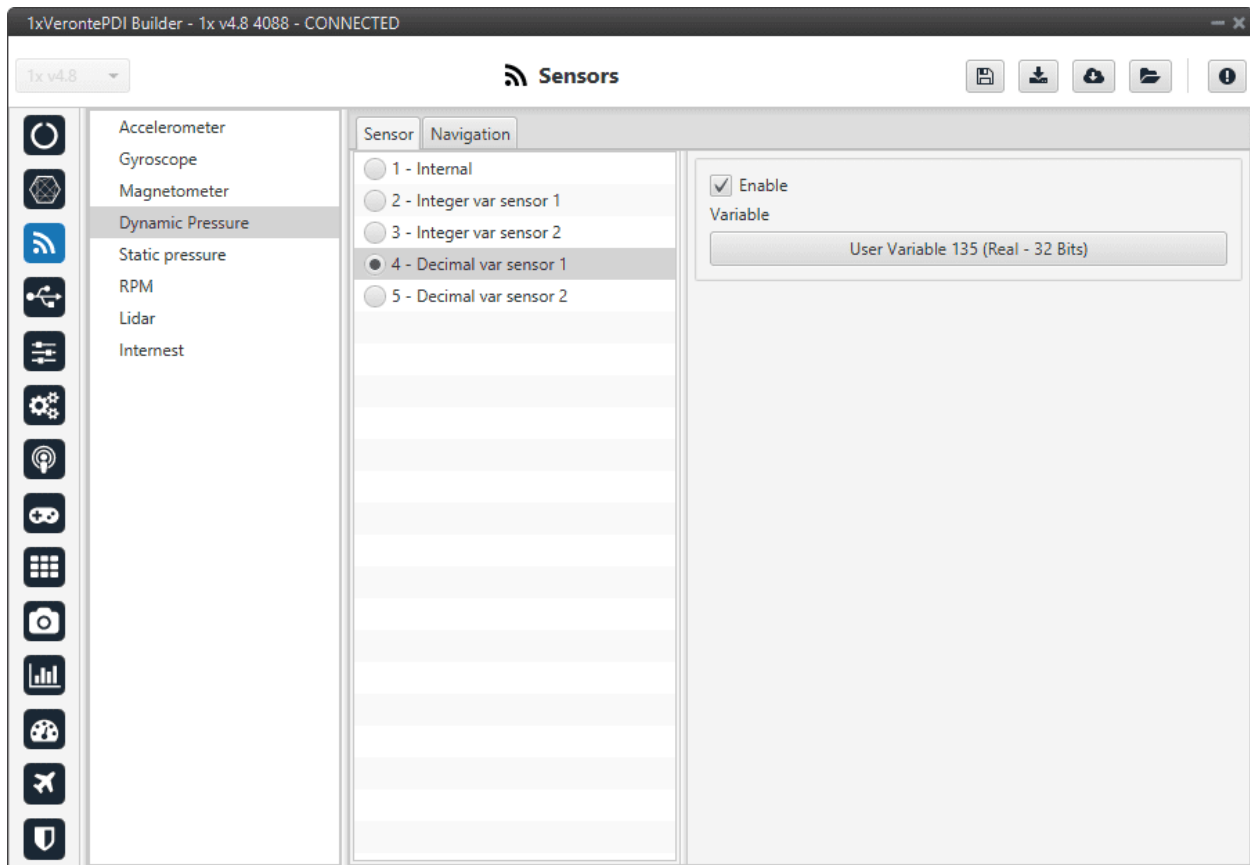 1xVerontePDI Builder - 1x v4.8 4088 - CONNECTED
1x v4.8
Sensors
Accelerometer
Gyroscope
Magnetometer
Dynamic Pressure
Static pressure
RPM
Lidar
Internest
Sensor
Navigation
1 - Internal
2 - Integer var sensor 1
3 - Integer var sensor 2
4 - Decimal var sensor 1
5 - Decimal var sensor 2
Enable
Variable
User Variable 135 (Real - 32 Bits)